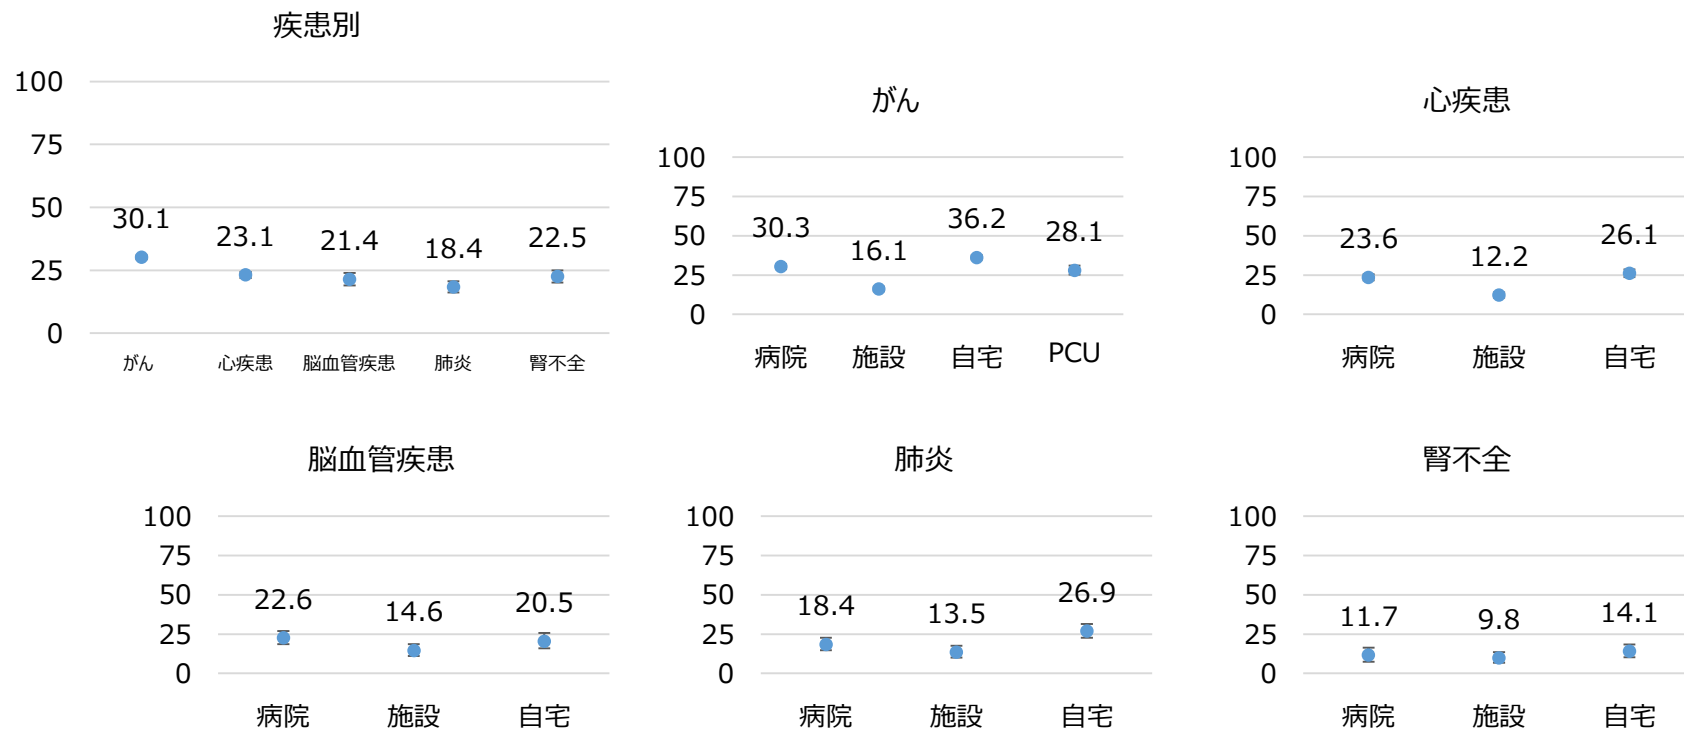 疾患別
100
75
50
25
0
30.1
23.1
21.4
18.4
22.5
がん
心疾患
脳血管疾患
肺炎
腎不全
がん
100
75
50
25
0
30.3
16.1
36.2
28.1
病院
施設
自宅
PCU
心疾患
100
75
50
25
0
23.6
12.2
26.1
病院
施設
自宅
脳血管疾患
100
75
50
25
0
22.6
14.6
20.5
病院
施設
自宅
肺炎
100
75
50
25
0
18.4
13.5
26.9
病院
施設
自宅
腎不全
100
75
50
25
0
11.7
9.8
14.1
病院
施設
自宅